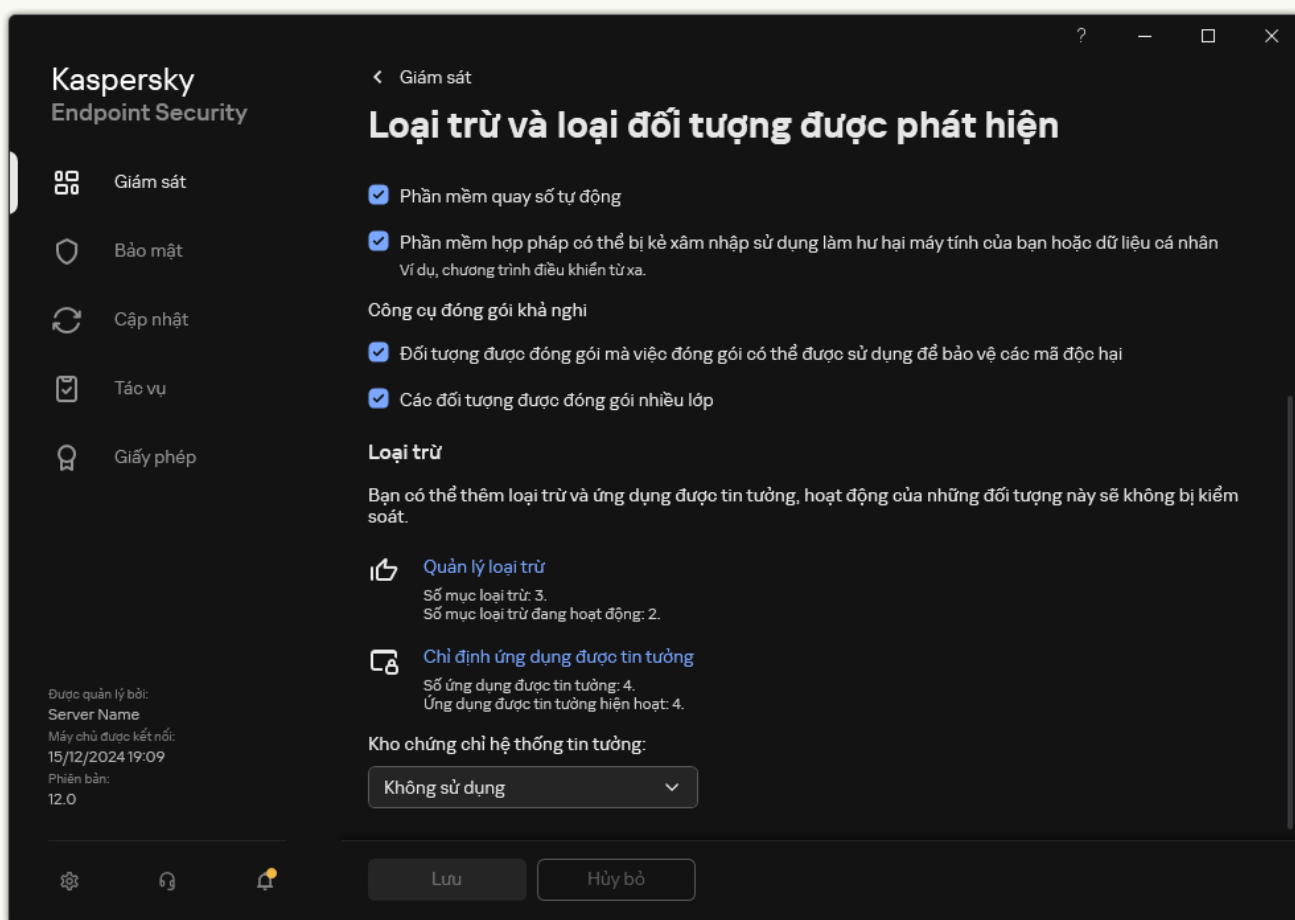 ?
Kaspersky
Endpoint Security
Giám sát
Bảo mật
Cập nhật
Tác vụ
Giấy phép
Được quản lý bởi:
Server Name
Máy chủ được kết nối:
15/12/2024 19:09
Phiên bản:
12.0
Giám sát
Loại trừ và loại đối tượng được phát hiện
Phần mềm quay số tự động
Phần mềm hợp pháp có thể bị kẻ xâm nhập sử dụng làm hư hại máy tính của bạn hoặc dữ liệu cá nhân
Ví dụ, chương trình điều khiển từ xa.
Công cụ đóng gói khả nghi
Đối tượng được đóng gói mà việc đóng gói có thể được sử dụng để bảo vệ các mã độc hại
Các đối tượng được đóng gói nhiều lớp
Loại trừ
Bạn có thể thêm loại trừ và ứng dụng được tin tưởng, hoạt động của những đối tượng này sẽ không bị kiểm
soát.
Quản lý loại trừ
Số mục loại trừ: 3.
Số mục loại trừ đang hoạt động: 2.
Chỉ định ứng dụng được tin tưởng
Số ứng dụng được tin tưởng: 4.
Ứng dụng được tin tưởng hiện hoạt: 4.
Kho chứng chỉ hệ thống tin tưởng:
Không sử dụng
Lưu
Hủy bỏ